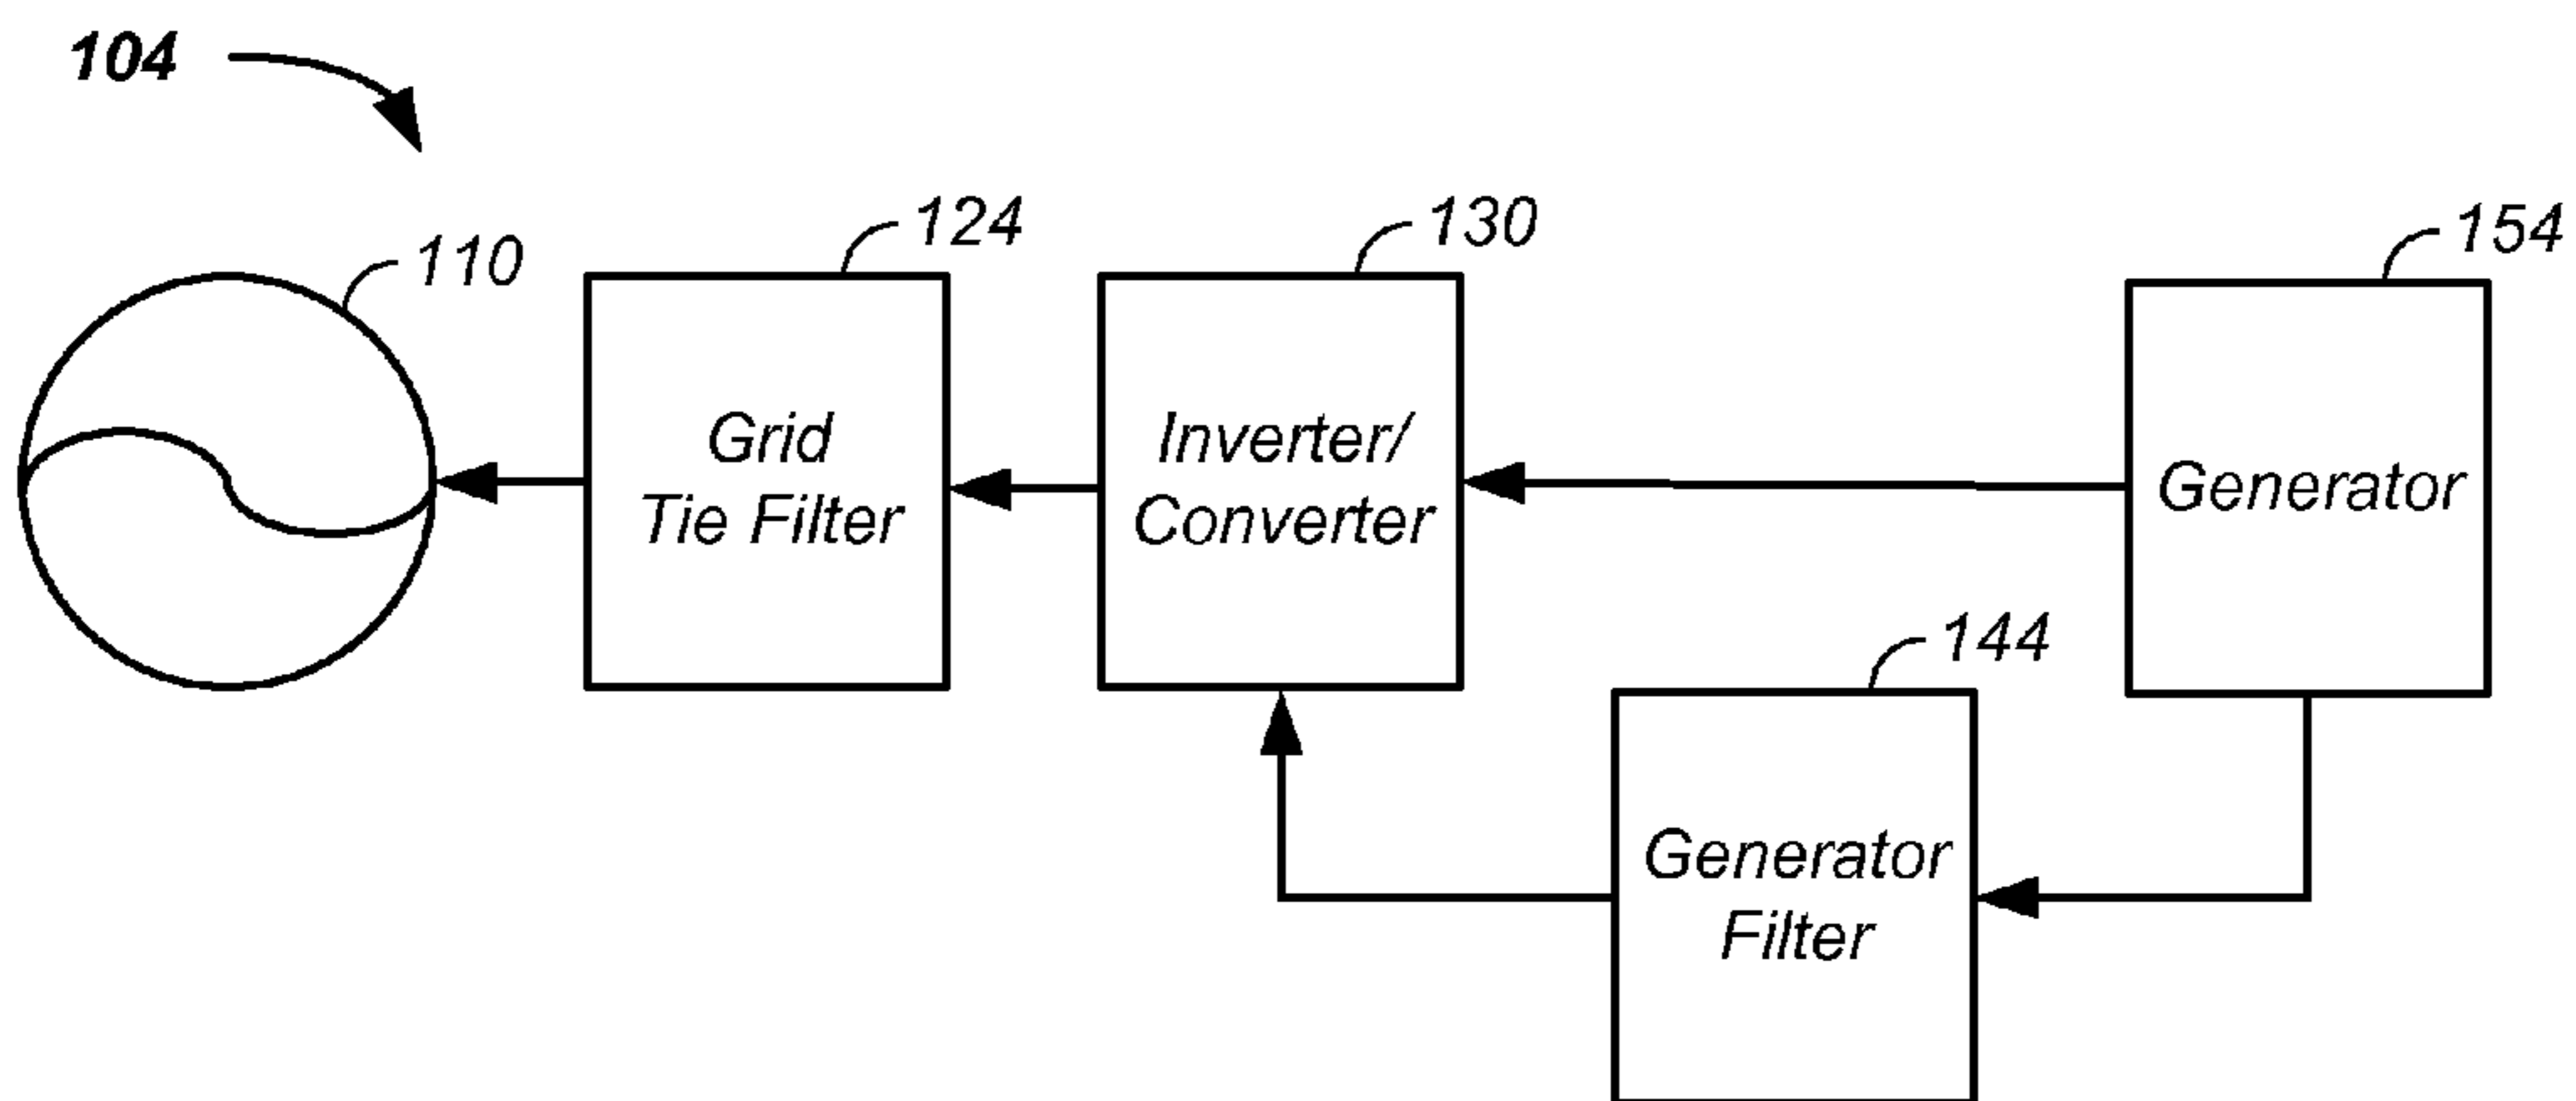 104
110
124
130
154
Grid
Tie Filter
Inverter/
Converter
Generator
144
Generator
Filter